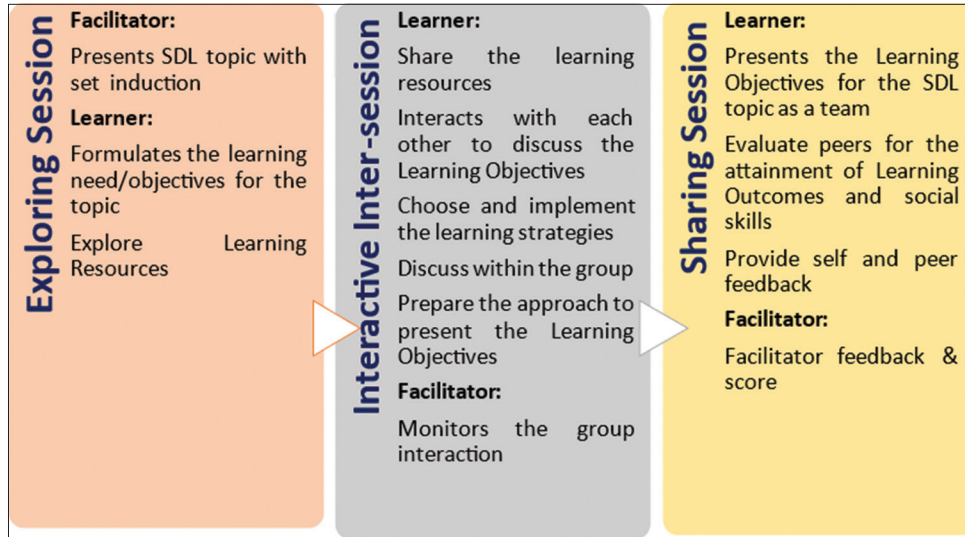 Exploring Session
Facilitator:
Presents SDL topic with
set induction
Learner:
Formulates the learning
need/objectives for the
topic
Explore Learning
Resources
Interactive Inter-session
Learner:
Share the learning
resources
Interacts with each
other to discuss the
Learning Objectives
Choose and implement
the learning strategies
Discuss within the group
Prepare the approach to
present the Learning
Objectives
Facilitator:
Monitors the group
interaction
Sharing Session
Learner:
Presents the Learning
Objectives for the SDL
topic as a team
Evaluate peers for the
attainment of Learning
Outcomes and social
skills
Provide self and peer
feedback
Facilitator:
Facilitator feedback &
score